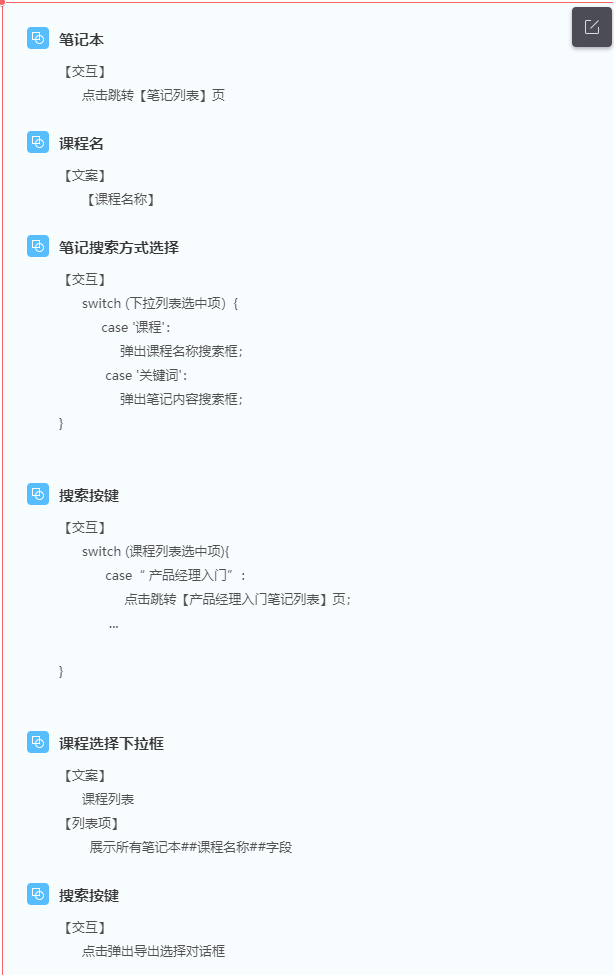 笔记本
【交互】
点击跳转【笔记列表】页
课程名
【文案】
【课程名称】
笔记搜索方式选择
【交互】
switch (下拉列表选中项）{
case '课程':
弹出课程名称搜索框;
case '关键词':
弹出笔记内容搜索框;
}
搜索按键
【交互】
switch (课程列表选中项){
case “ 产品经理入门” :
点击跳转【产品经理入门笔记列表】页;
...
}
课程选择下拉框
【文案】
课程列表
【列表项】
展示所有笔记本##课程名称##字段
搜索按键
【交互】
点击弹出导出选择对话框